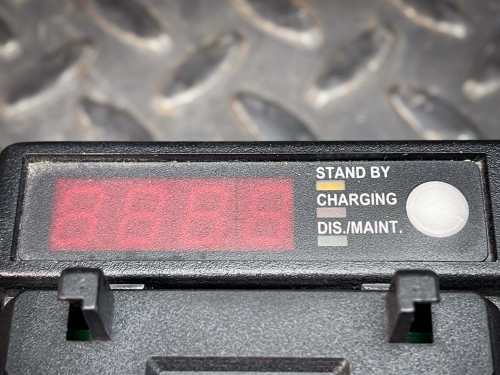 STAND BY
CHARGING
DIS./MAINT.